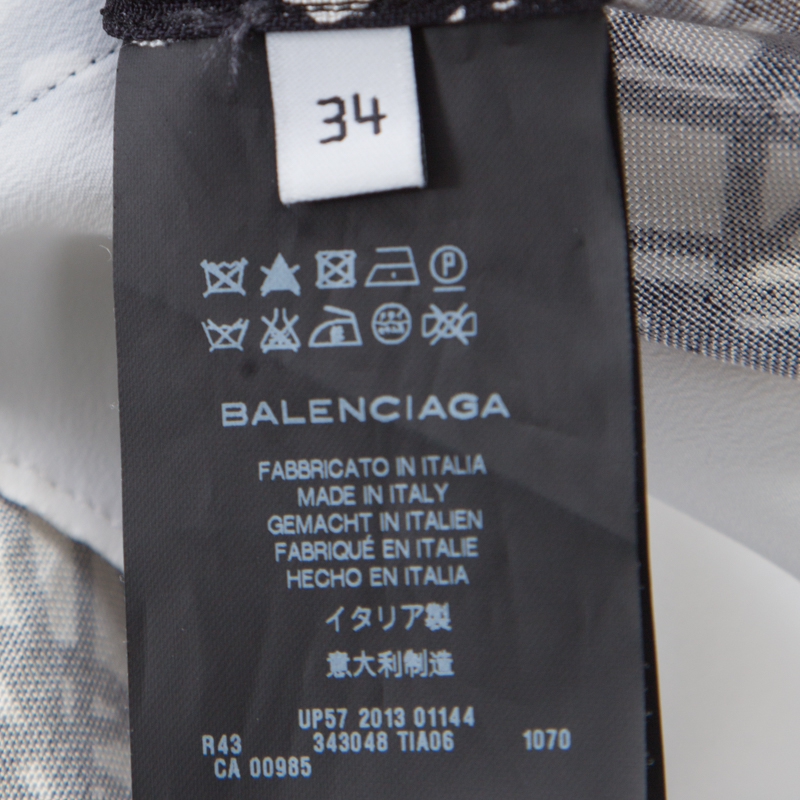 34
P
BALENCIAGA
FABBRICATO IN ITALIA
MADE IN ITALY
GEMACHT IN ITALIEN
FABRIQUÉ EN ITALIE
HECHO EN ITALIA
イタリア製
意大利制造
UP57 2013 01144
R43 343048 TIA06 1070
CA 00985